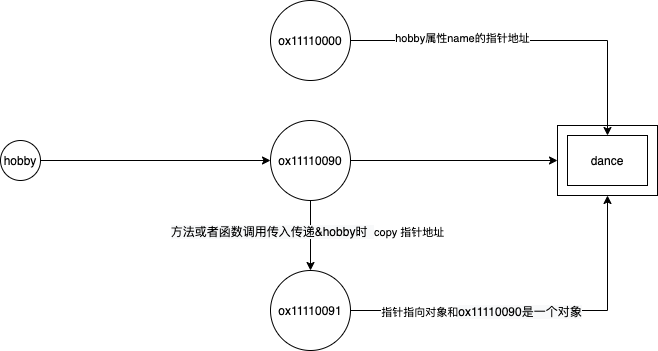 ox11110000
hobby属性name的指针地址
hobby
ox11110090
dance
方法或者函数调用传入传递&hobby时 copy 指针地址
ox11110091
指针指向对象和ox11110090是一个对象